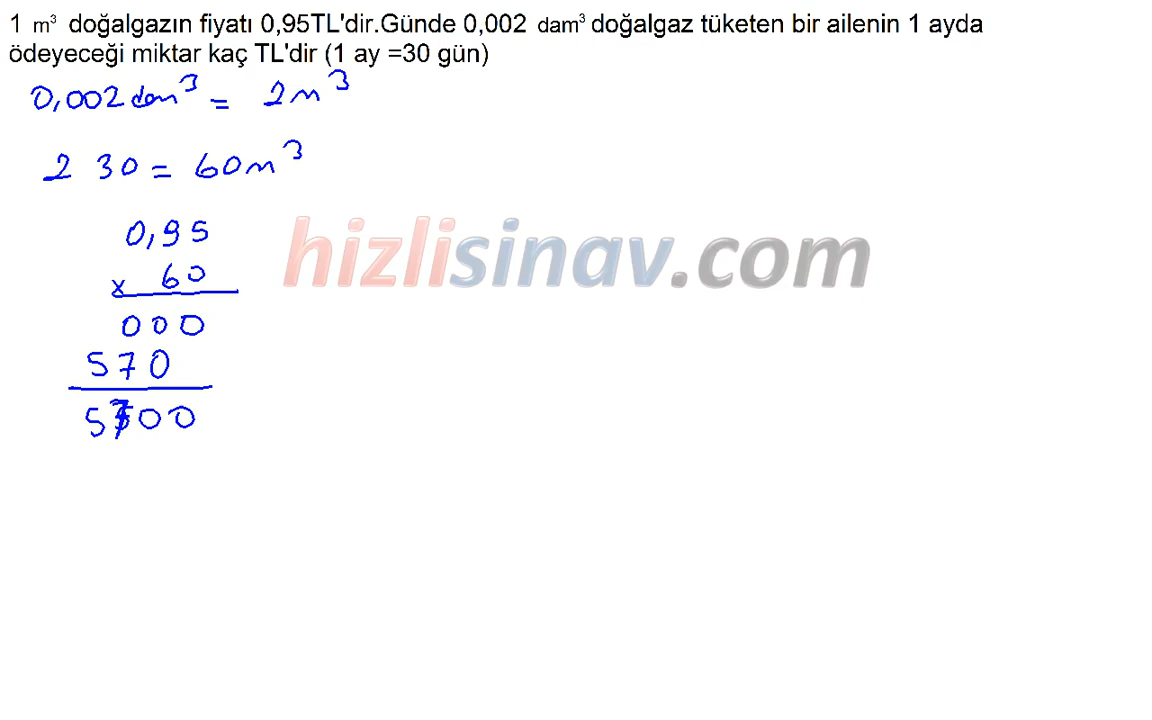 1 m³ doğalgazın fiyatı 0,95TL'dir.Günde 0,002 dam³ doğalgaz tüketen bir ailenin 1 ayda
ödeyeceği miktar kaç TL'dir (1 ay =30 gün)
0,002 dam³ = 2m³
2 30 = 60m³
0,95
x 60
000
570
5700
hizlisinav.com